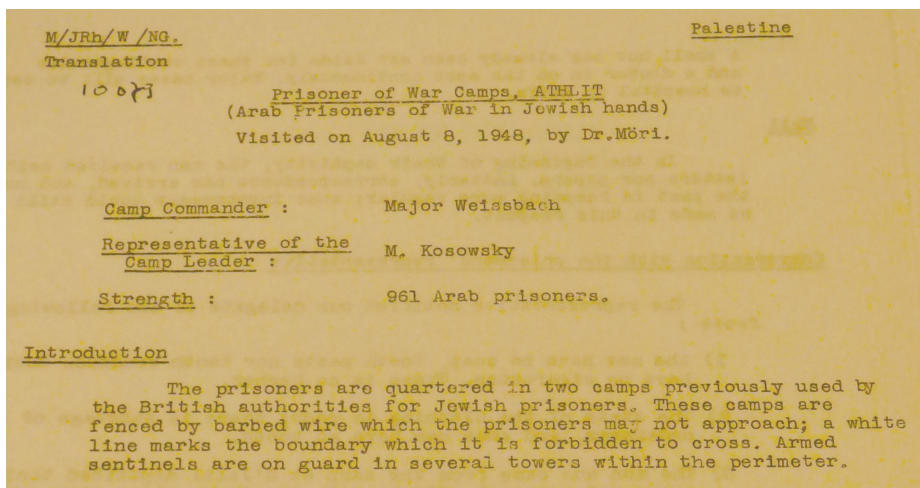 M/JRh/W /NG.
Palestine
Translation
Prisoner of War Camps, ATHLIT
(Arab Prisoners of War in Jewish hands)
Visited on August 8, 1948, by Dr.Möri.
Camp Commander : Major Weissbach
Representative of the
Camp Leader : M. Kosowsky
Strength : 961 Arab prisoners.
Introduction
The prisoners are quartered in two camps previously used by
the British authorities for Jewish prisoners. These camps are
fenced by barbed wire which the prisoners may not approach; a white
line marks the boundary which it is forbidden to cross. Armed
sentinels are on guard in several towers within the perimeter.